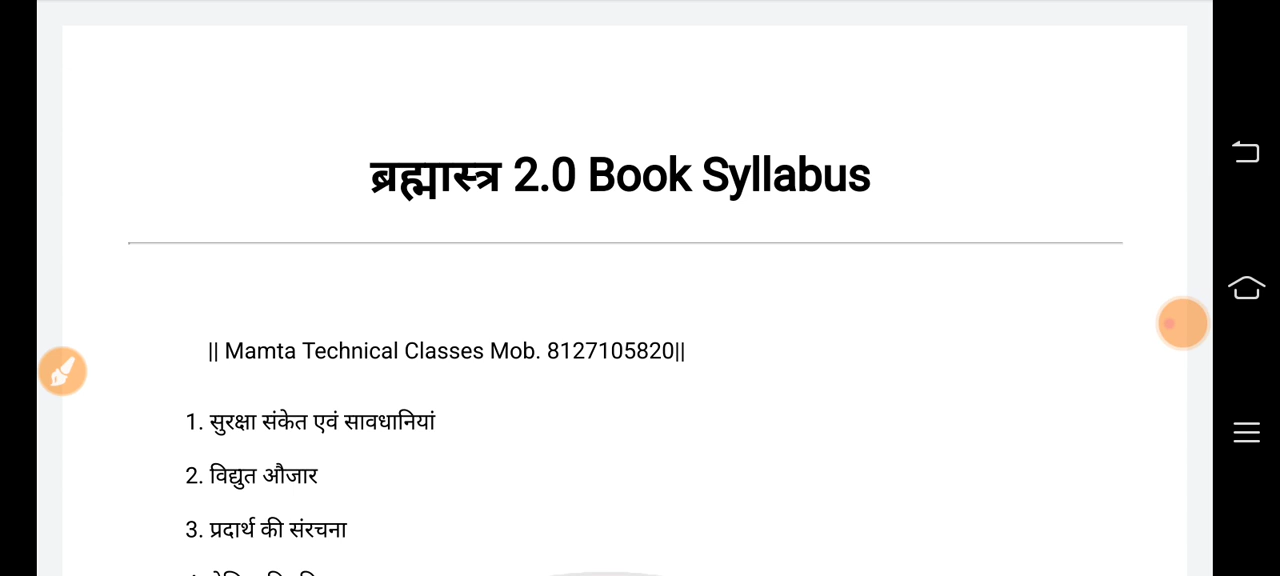 ब्रह्मास्त्र 2.0 Book Syllabus
|| Mamta Technical Classes Mob. 8127105820||
1. सुरक्षा संकेत एवं सावधानियां
2. विद्युत औजार
3. प्रदार्थ की संरचना